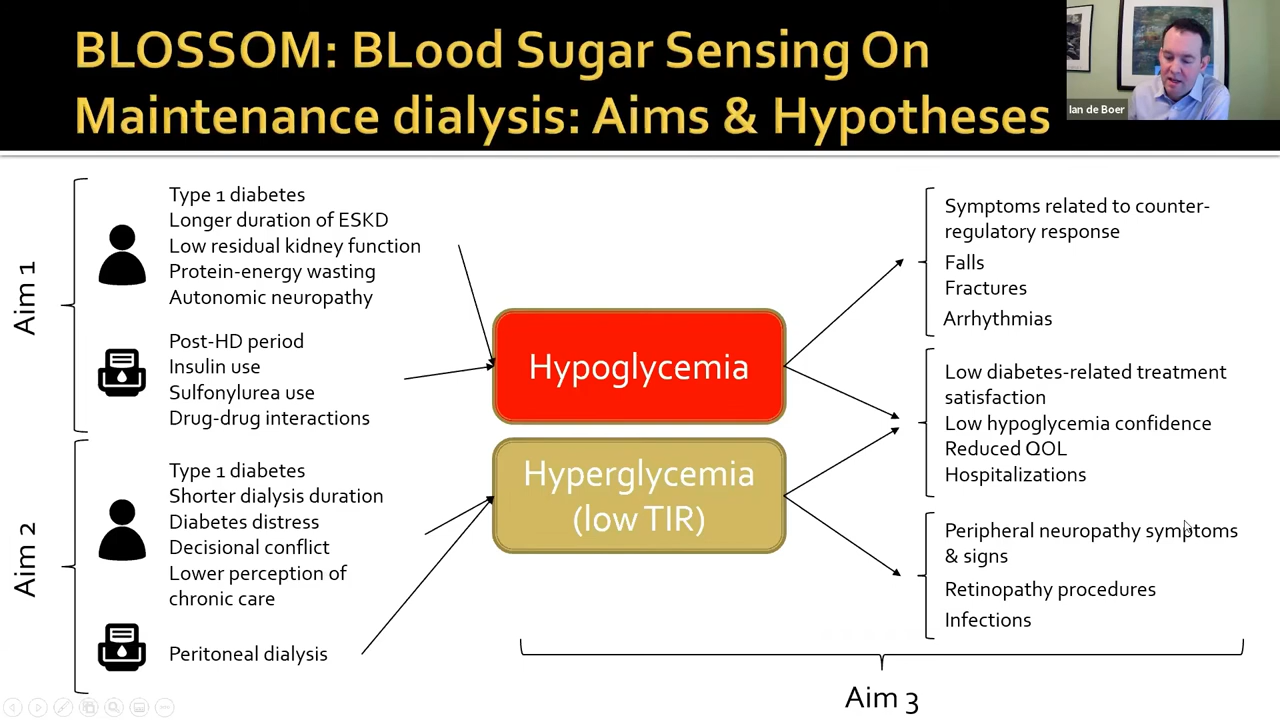 BLOSSOM: BLood Sugar Sensing On
Maintenance dialysis: Aims & Hypotheses
Ian de Boer
Aim 1
Type 1 diabetes
Longer duration of ESKD
Low residual kidney function
Protein-energy wasting
Autonomic neuropathy
Post-HD period
Insulin use
Sulfonylurea use
Drug-drug interactions
Aim 2
Type 1 diabetes
Shorter dialysis duration
Diabetes distress
Decisional conflict
Lower perception of
chronic care
Peritoneal dialysis
Hypoglycemia
Hyperglycemia
(low TIR)
Symptoms related to counter-
regulatory response
Falls
Fractures
Arrhythmias
Low diabetes-related treatment
satisfaction
Low hypoglycemia confidence
Reduced QOL
Hospitalizations
Peripheral neuropathy symptoms
& signs
Retinopathy procedures
Infections
Aim 3